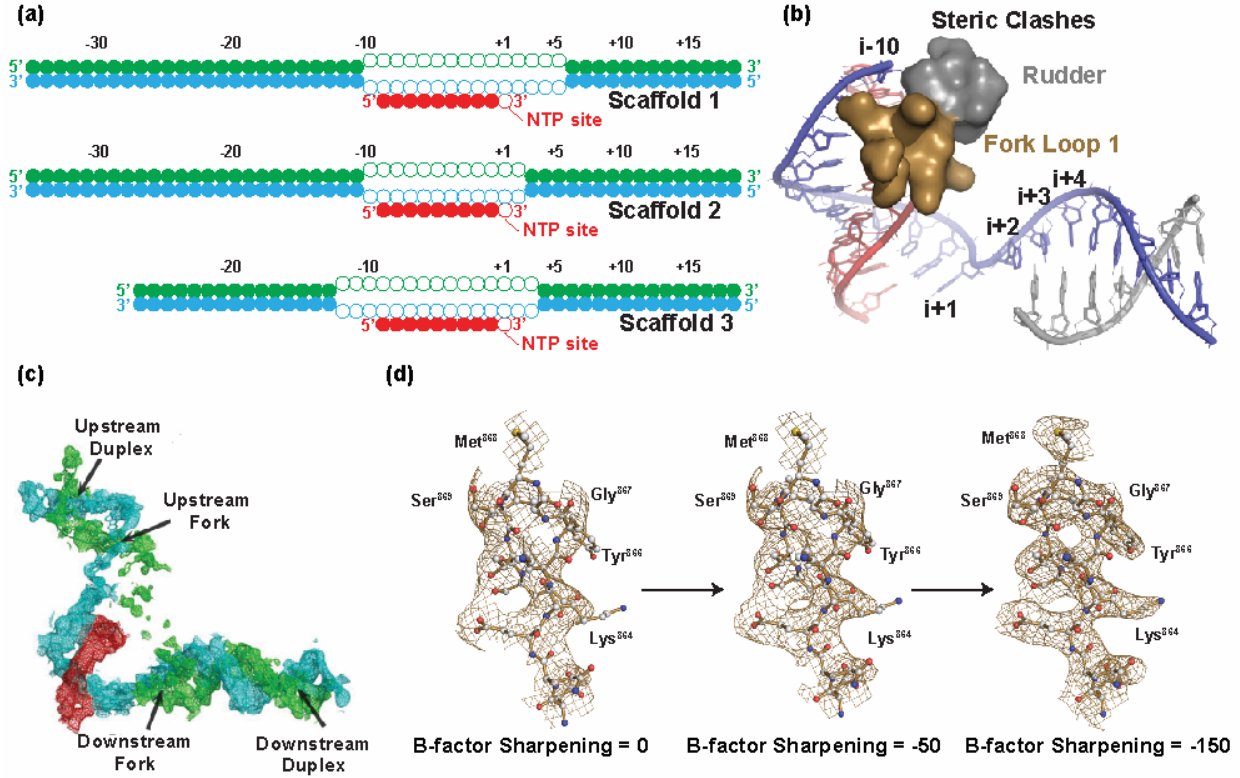 (a)
-30 -20 -10 +1 +5 +10 +15
5’ 3’
3’ 5’
5’ 3’ Scaffold 1
NTP site
-30 -20 -10 +1 +5 +10 +15
5’ 3’
3’ 5’
5’ 3’ Scaffold 2
NTP site
-20 -10 +1 +5 +10 +15
5’ 3’
3’ 5’
5’ 3’ Scaffold 3
NTP site
(b)
Steric Clashes
i-10
Rudder
Fork Loop 1
i+4
i+3
i+2
i+1
(c)
Upstream
Duplex
Upstream
Fork
Downstream
Fork
Downstream
Duplex
(d)
Met868
Ser869
Gly867
Tyr866
Lys864
B-factor Sharpening = 0
Met868
Ser869
Gly867
Tyr866
Lys864
B-factor Sharpening = -50
Met868
Ser869
Gly867
Tyr866
Lys864
B-factor Sharpening = -150